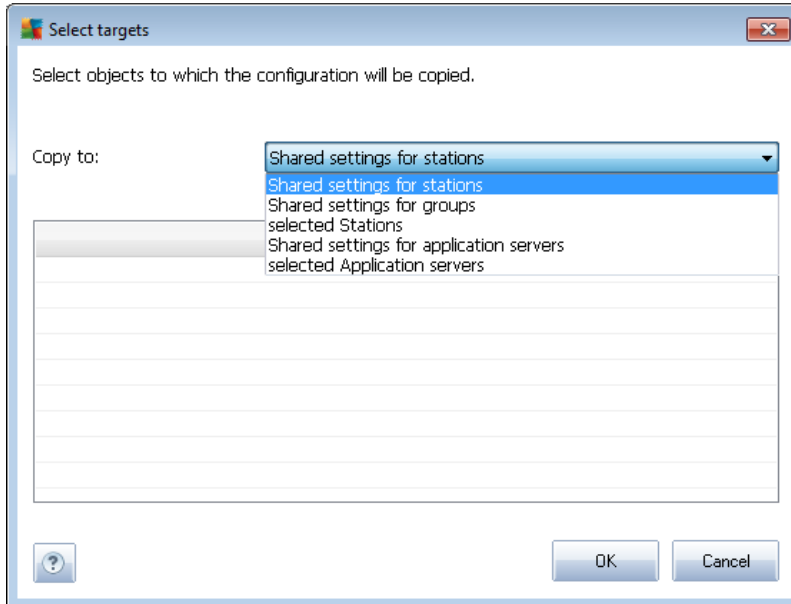 Select targets
Select objects to which the configuration will be copied.
Copy to:
Shared settings for stations
Shared settings for stations
Shared settings for groups
selected Stations
Shared settings for application servers
selected Application servers
?
OK
Cancel